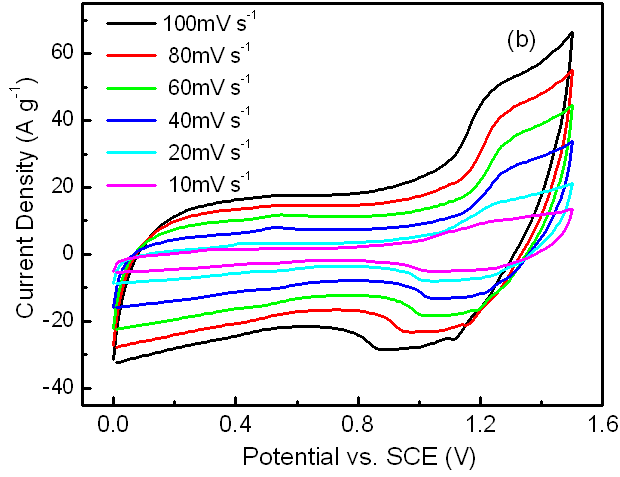 (b)
100mV s⁻¹
80mV s⁻¹
60mV s⁻¹
40mV s⁻¹
20mV s⁻¹
10mV s⁻¹
Current Density (A g⁻¹)
60
40
20
0
-20
-40
0.0 0.4 0.8 1.2 1.6
Potential vs. SCE (V)